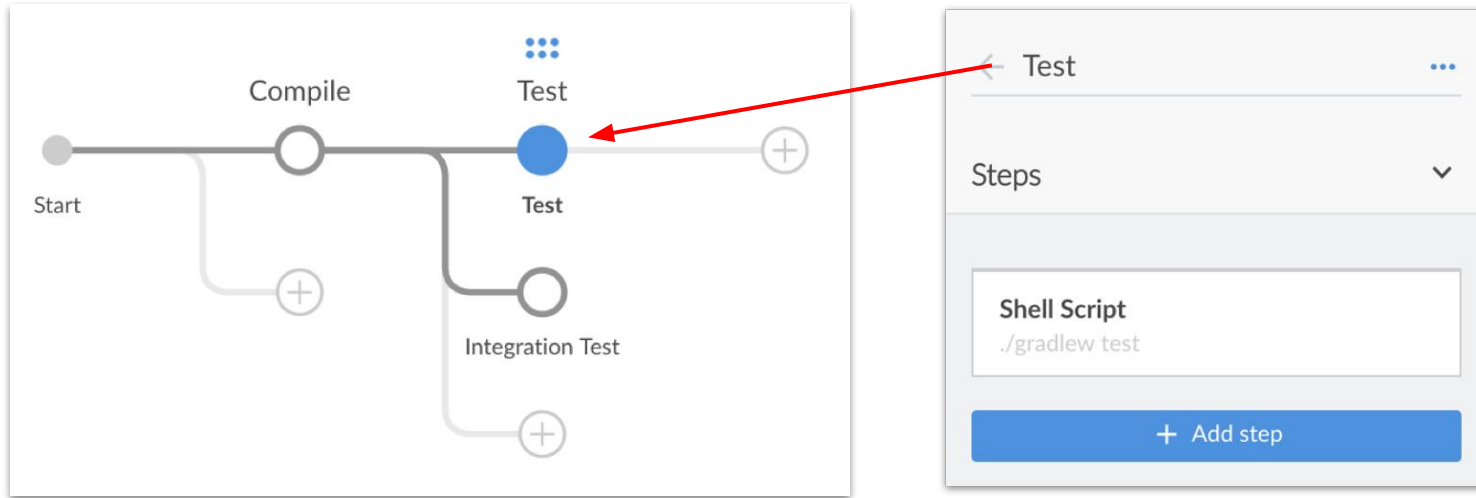 Compile
Test
Start
Test
Integration Test
Test
Steps
Shell Script
./gradlew test
+ Add step